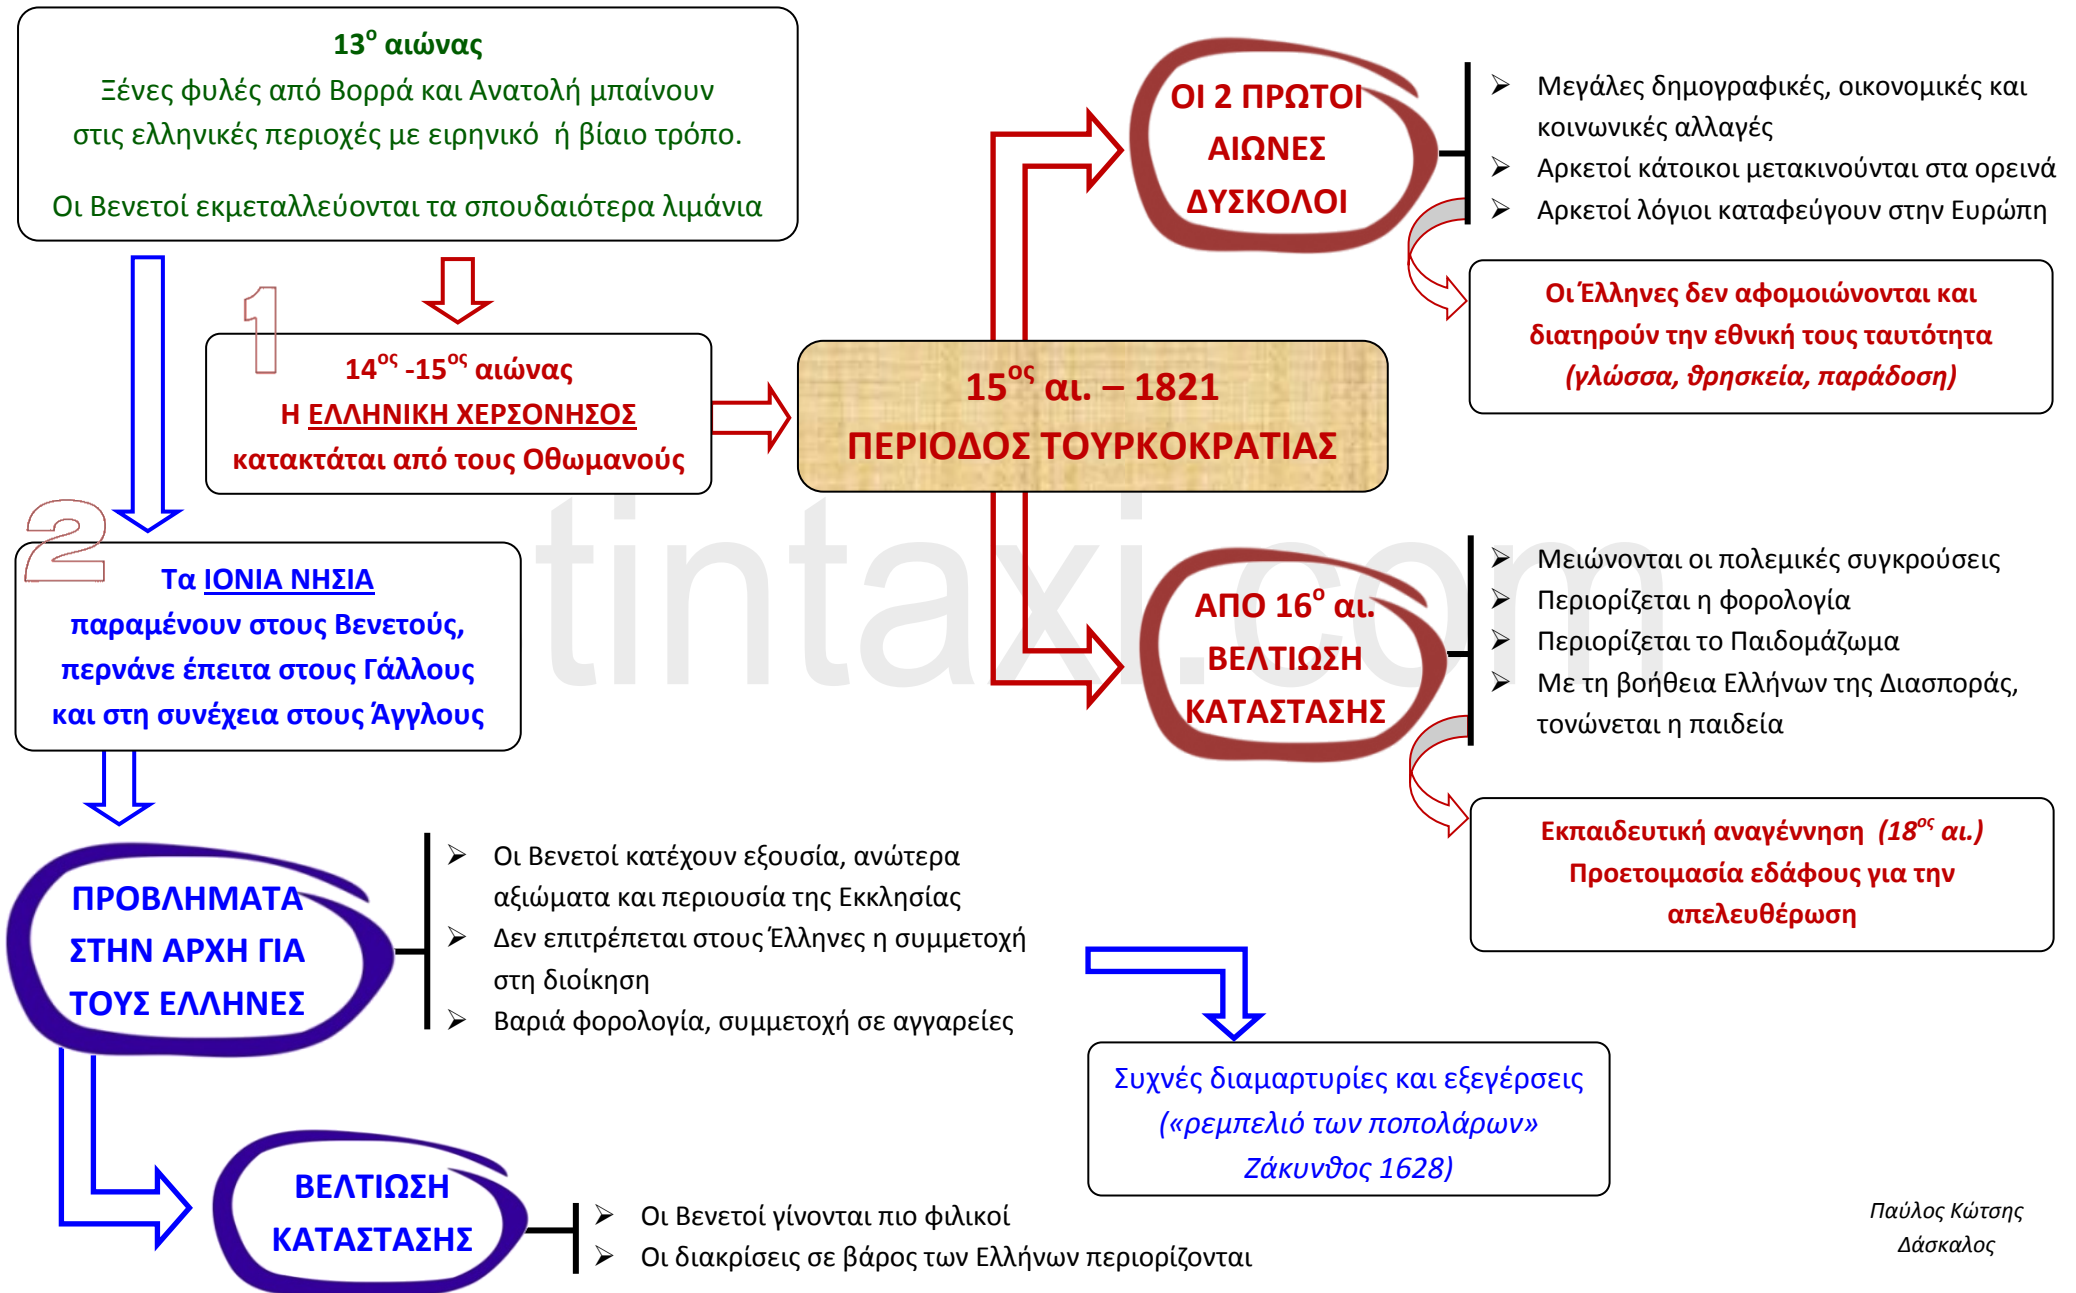 13ο αιώνας
Ξένες φυλές από Βορρά και Ανατολή μπαίνουν
στις ελληνικές περιοχές με ειρηνικό ή βίαιο τρόπο.
Οι Βενετοί εκμεταλλεύονται τα σπουδαιότερα λιμάνια
1
14ος -15ος αιώνας
Η ΕΛΛΗΝΙΚΗ ΧΕΡΣΟΝΗΣΟΣ
κατακτάται από τους Οθωμανούς
15ος αι. – 1821
ΠΕΡΙΟΔΟΣ ΤΟΥΡΚΟΚΡΑΤΙΑΣ
ΟΙ 2 ΠΡΩΤΟΙ
ΑΙΩΝΕΣ
ΔΥΣΚΟΛΟΙ
➢ Μεγάλες δημογραφικές, οικονομικές και
κοινωνικές αλλαγές
➢ Αρκετοί κάτοικοι μετακινούνται στα ορεινά
➢ Αρκετοί λόγιοι καταφεύγουν στην Ευρώπη
Οι Έλληνες δεν αφομοιώνονται και
διατηρούν την εθνική τους ταυτότητα
(γλώσσα, θρησκεία, παράδοση)
ΑΠΟ 16ο αι.
ΒΕΛΤΙΩΣΗ
ΚΑΤΑΣΤΑΣΗΣ
➢ Μειώνονται οι πολεμικές συγκρούσεις
➢ Περιορίζεται η φορολογία
➢ Περιορίζεται το Παιδομάζωμα
➢ Με τη βοήθεια Ελλήνων της Διασποράς,
τονώνεται η παιδεία
Εκπαιδευτική αναγέννηση (18ος αι.)
Προετοιμασία εδάφους για την
απελευθέρωση
2
Τα ΙΟΝΙΑ ΝΗΣΙΑ
παραμένουν στους Βενετούς,
περνάνε έπειτα στους Γάλλους
και στη συνέχεια στους Άγγλους
ΠΡΟΒΛΗΜΑΤΑ
ΣΤΗΝ ΑΡΧΗ ΓΙΑ
ΤΟΥΣ ΕΛΛΗΝΕΣ
➢ Οι Βενετοί κατέχουν εξουσία, ανώτερα
αξιώματα και περιουσία της Εκκλησίας
➢ Δεν επιτρέπεται στους Έλληνες η συμμετοχή
στη διοίκηση
➢ Βαριά φορολογία, συμμετοχή σε αγγαρείες
Συχνές διαμαρτυρίες και εξεγέρσεις
(«ρεμπελιό των ποπολάρων»
Ζάκυνθος 1628)
ΒΕΛΤΙΩΣΗ
ΚΑΤΑΣΤΑΣΗΣ
➢ Οι Βενετοί γίνονται πιο φιλικοί
➢ Οι διακρίσεις σε βάρος των Ελλήνων περιορίζονται
Παύλος Κώτσης
Δάσκαλος
tintaxi.com